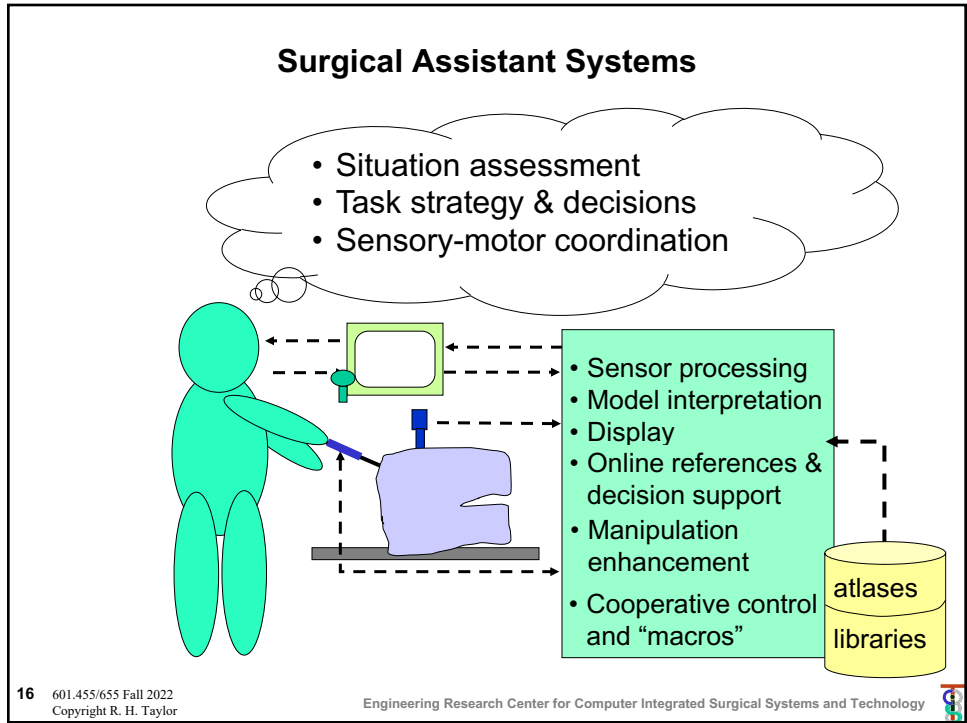 Surgical Assistant Systems
• Situation assessment
• Task strategy & decisions
• Sensory-motor coordination
• Sensor processing
• Model interpretation
• Display
• Online references &
decision support
• Manipulation
enhancement
• Cooperative control
and “macros”
atlases
libraries
16 601.455/655 Fall 2022
Copyright R. H. Taylor
Engineering Research Center for Computer Integrated Surgical Systems and Technology